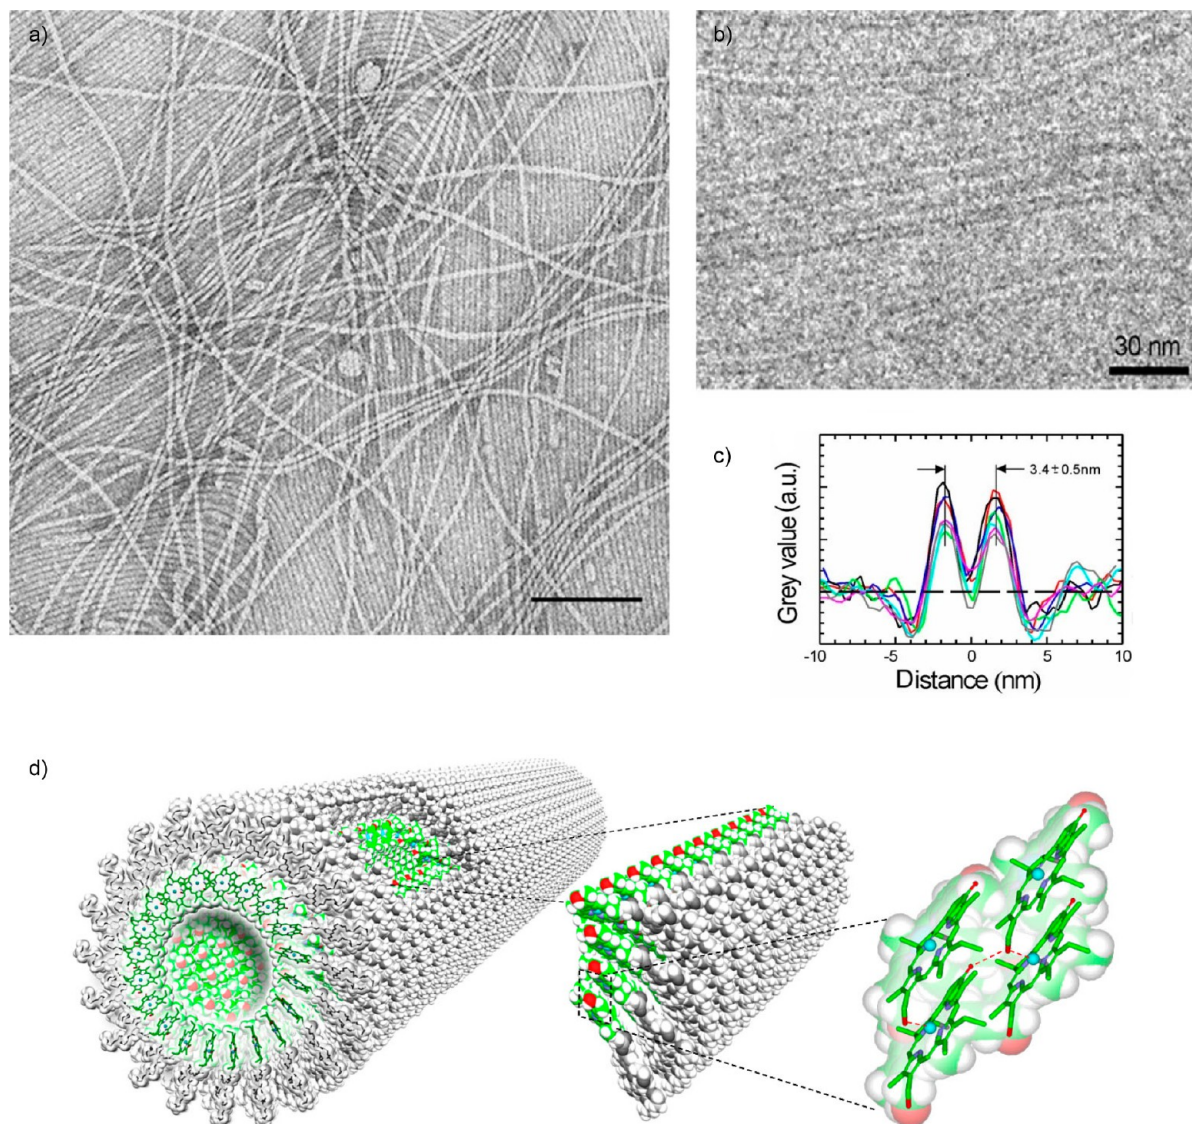 a)
b)
30 nm
c)
3.4±0.5nm
Grey value (a.u.)
-10 -5 0 5 10
Distance (nm)
d)